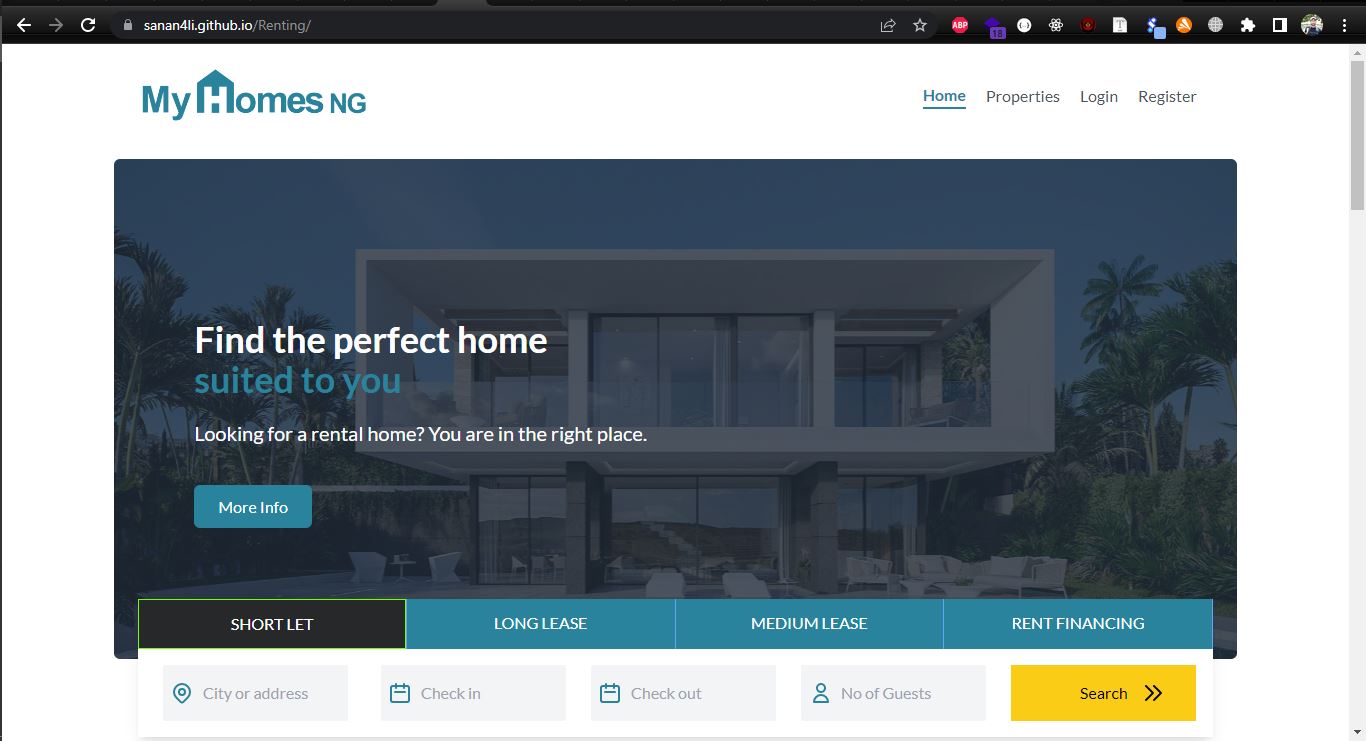 sanan4li.github.io/Renting/
ABP
18
My Homes NG
Home Properties Login Register
Find the perfect home
suited to you
Looking for a rental home? You are in the right place.
More Info
SHORT LET LONG LEASE MEDIUM LEASE RENT FINANCING
City or address Check in Check out No of Guests Search